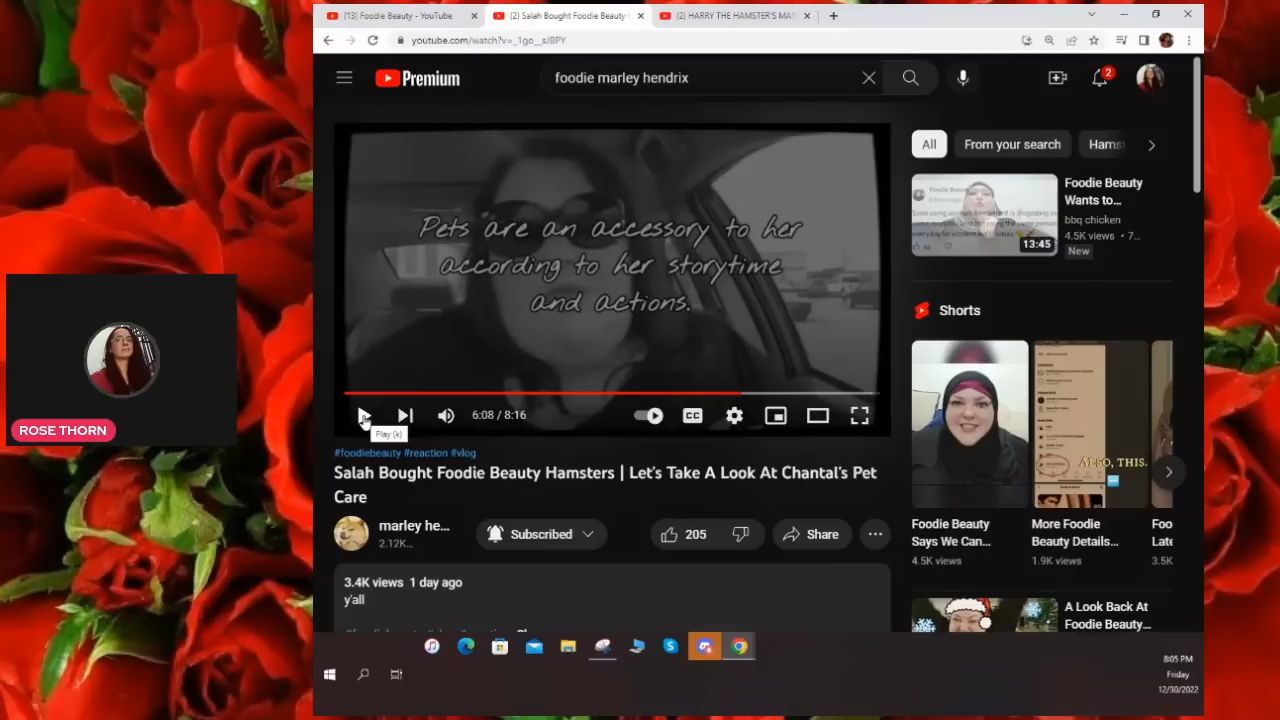 [13] Foodie Beauty - YouTube
(2) Salah Bought Foodie Beauty
(2) HARRY THE HAMSTER'S MAN
youtube.com/watch?v=_1go__sJBPY
Premium
foodie marley hendrix
2
Pets are an accessory to her
according to her storytime
and actions.
6:08 / 8:16
CC
Play (k)
#foodiebeauty #reaction #vlog
Salah Bought Foodie Beauty Hamsters | Let's Take A Look At Chantal's Pet
Care
marley he...
2.12K...
Subscribed
205
Share
3.4K views 1 day ago
y'all
All
From your search
Hams
Foodie Beauty
Wants to...
bbq chicken
4.5K views • 7...
New
13:45
Shorts
ALSO, THIS.
Foodie Beauty
Says We Can...
4.5K views
More Foodie
Beauty Details...
1.9K views
Foo
Late
3.5K
A Look Back At
Foodie Beauty...
ROSE THORN
8:05 PM
Friday
12/30/2022